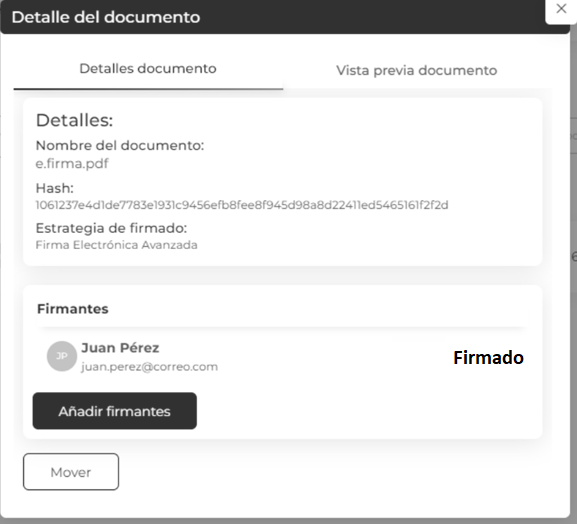 Detalle del documento
Detalles documento
Vista previa documento
Detalles:
Nombre del documento:
e.firma.pdf
Hash:
1061237e4d1de7783e1931c9456efb8fee8f945d98a8d22411ed5465161f2f2d
Estrategia de firmado:
Firma Electrónica Avanzada
Firmantes
JP
Juan Pérez
juan.perez@correo.com
Firmado
Añadir firmantes
Mover